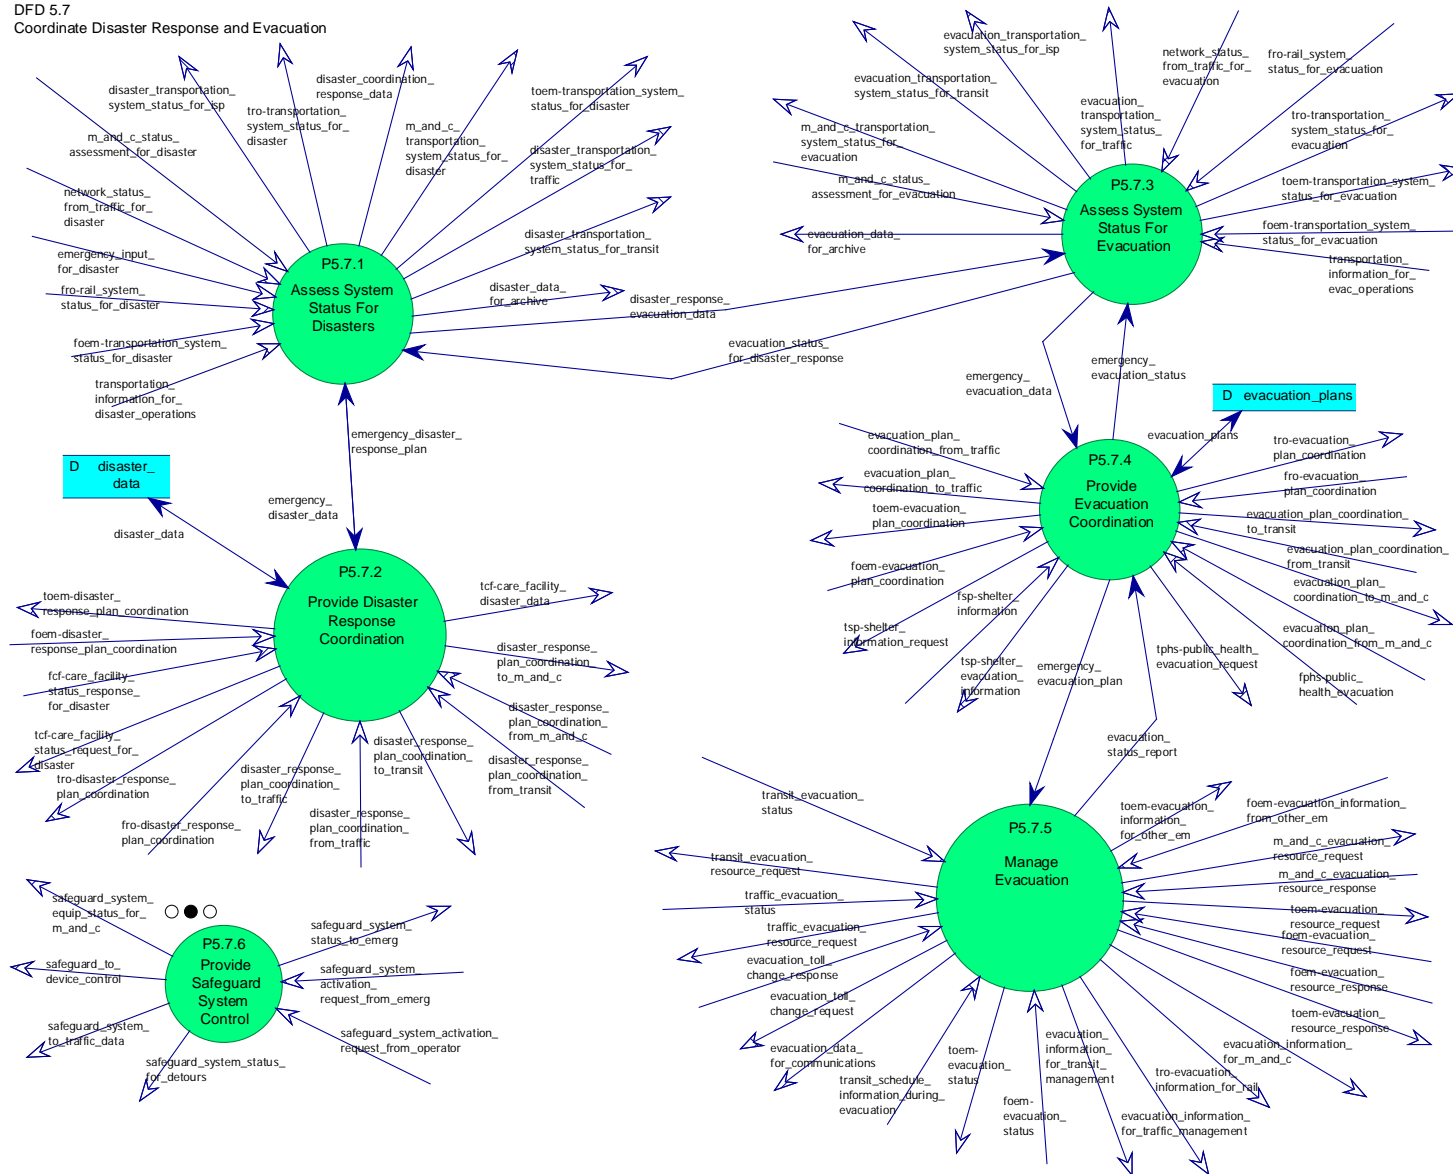 DFD 5.7
Coordinate Disaster Response and Evacuation
disaster_transportation_
system_status_for_isp
tro-transportation_
system_status_for_
disaster
disaster_coordination_
response_data
m_and_c_
transportation_
system_status_for_
disaster
toem-transportation_system_
status_for_disaster
disaster_transportation_
system_status_for_
traffic
disaster_transportation_
system_status_for_transit
disaster_data_
for_archive
m_and_c_status_
assessment_for_disaster
network_status_
from_traffic_for_
disaster
emergency_input_
for_disaster
fro-rail_system_
status_for_disaster
foem-transportation_system_
status_for_disaster
transportation_
information_for_
disaster_operations
P5.7.1
Assess System
Status For
Disasters
disaster_response_
evacuation_data
evacuation_status_
for_disaster_response
evacuation_transportation_
system_status_for_isp
evacuation_transportation_
system_status_for_transit
m_and_c_transportation_
system_status_for_
evacuation
m_and_c_status_
assessment_for_evacuation
evacuation_data_
for_archive
evacuation_
transportation_
system_status_
for_traffic
network_status_
from_traffic_for_
evacuation
fro-rail_system_
status_for_evacuation
tro-transportation_
system_status_for_
evacuation
toem-transportation_system_
status_for_evacuation
foem-transportation_system_
status_for_evacuation
transportation_
information_for_
evac_operations
P5.7.3
Assess System
Status For
Evacuation
emergency_
evacuation_data
emergency_
evacuation_status
D evacuation_plans
evacuation_plans
emergency_disaster_
response_plan
emergency_
disaster_data
D disaster_
data
disaster_data
P5.7.2
Provide Disaster
Response
Coordination
toem-disaster_
response_plan_coordination
foem-disaster_
response_plan_coordination
fcf-care_facility_
status_response_
for_disaster
tcf-care_facility_
status_request_for_
disaster
tro-disaster_response_
plan_coordination
fro-disaster_response_
plan_coordination
disaster_response_
plan_coordination_
to_traffic
disaster_response_
plan_coordination_
from_traffic
disaster_response_
plan_coordination_
to_transit
disaster_response_
plan_coordination_
from_transit
disaster_response_
plan_coordination_
from_m_and_c
disaster_response_
plan_coordination_
to_m_and_c
tcf-care_facility_
disaster_data
P5.7.4
Provide
Evacuation
Coordination
evacuation_plan_
coordination_from_traffic
evacuation_plan_
coordination_to_traffic
toem-evacuation_
plan_coordination
foem-evacuation_
plan_coordination
fsp-shelter_
information
tsp-shelter_
information_request
tsp-shelter_
evacuation_
information
tro-evacuation_
plan_coordination
fro-evacuation_
plan_coordination
evacuation_plan_coordination_
to_transit
evacuation_plan_coordination_
from_transit
evacuation_plan_
coordination_to_m_and_c
evacuation_plan_
coordination_from_m_and_c
fphs-public_
health_evacuation
tphs-public_health_
evacuation_request
emergency_
evacuation_plan
evacuation_
status_report
P5.7.5
Manage
Evacuation
transit_evacuation_
status
transit_evacuation_
resource_request
traffic_evacuation_
status
traffic_evacuation_
resource_request
evacuation_toll_
change_response
evacuation_toll_
change_request
evacuation_data_
for_communications
transit_schedule_
information_during_
evacuation
toem-
evacuation_
status
foem-
evacuation_
status
evacuation_
information_
for_transit_
management
evacuation_information_
for_traffic_management
tro-evacuation_
information_for_rail
evacuation_information_
for_m_and_c
toem-evacuation_
resource_response
foem-evacuation_
resource_response
foem-evacuation_
resource_request
toem-evacuation_
resource_request
m_and_c_evacuation_
resource_response
m_and_c_evacuation_
resource_request
foem-evacuation_information_
from_other_em
toem-evacuation_
information_
for_other_em
P5.7.6
Provide
Safeguard
System
Control
safeguard_system_
equip_status_for_
m_and_c
safeguard_to_
device_control
safeguard_system_
to_traffic_data
safeguard_system_status_
for_detours
safeguard_system_
status_to_emerg
safeguard_system_
activation_
request_from_emerg
safeguard_system_activation_
request_from_operator